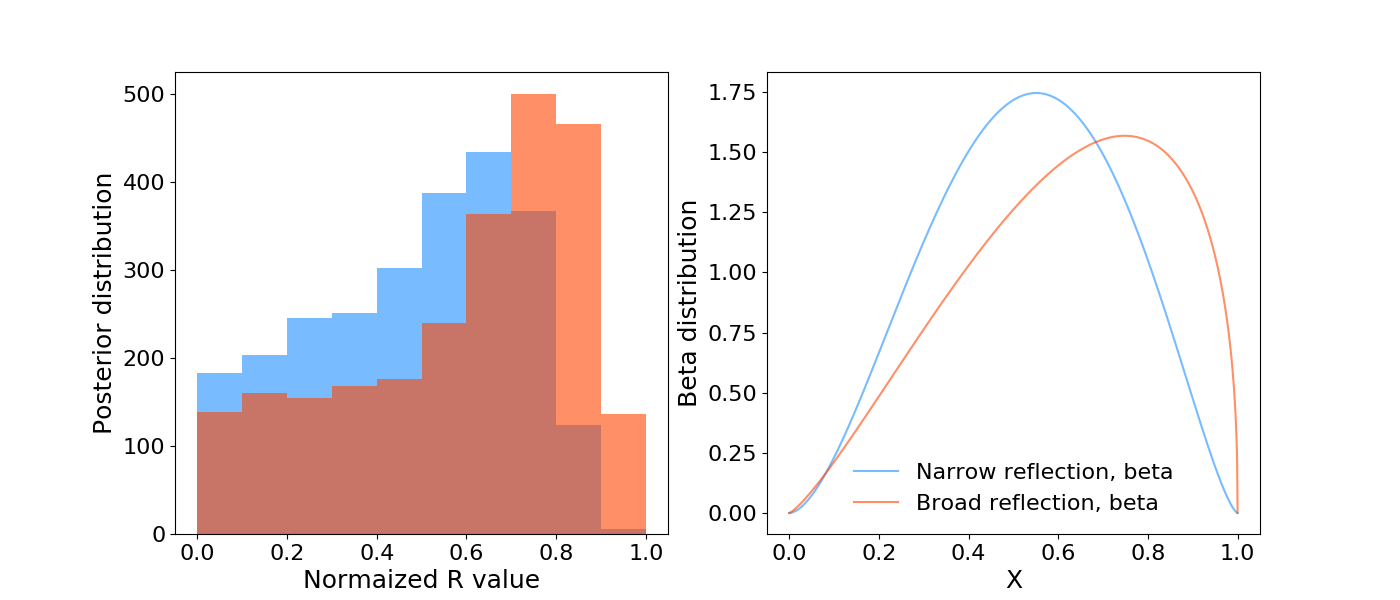 500
400
300
200
100
0
0.0 0.2 0.4 0.6 0.8 1.0
Normaized R value
Posterior distribution
1.75
1.50
1.25
1.00
0.75
0.50
0.25
0.00
0.0 0.2 0.4 0.6 0.8 1.0
X
Beta distribution
Narrow reflection, beta
Broad reflection, beta